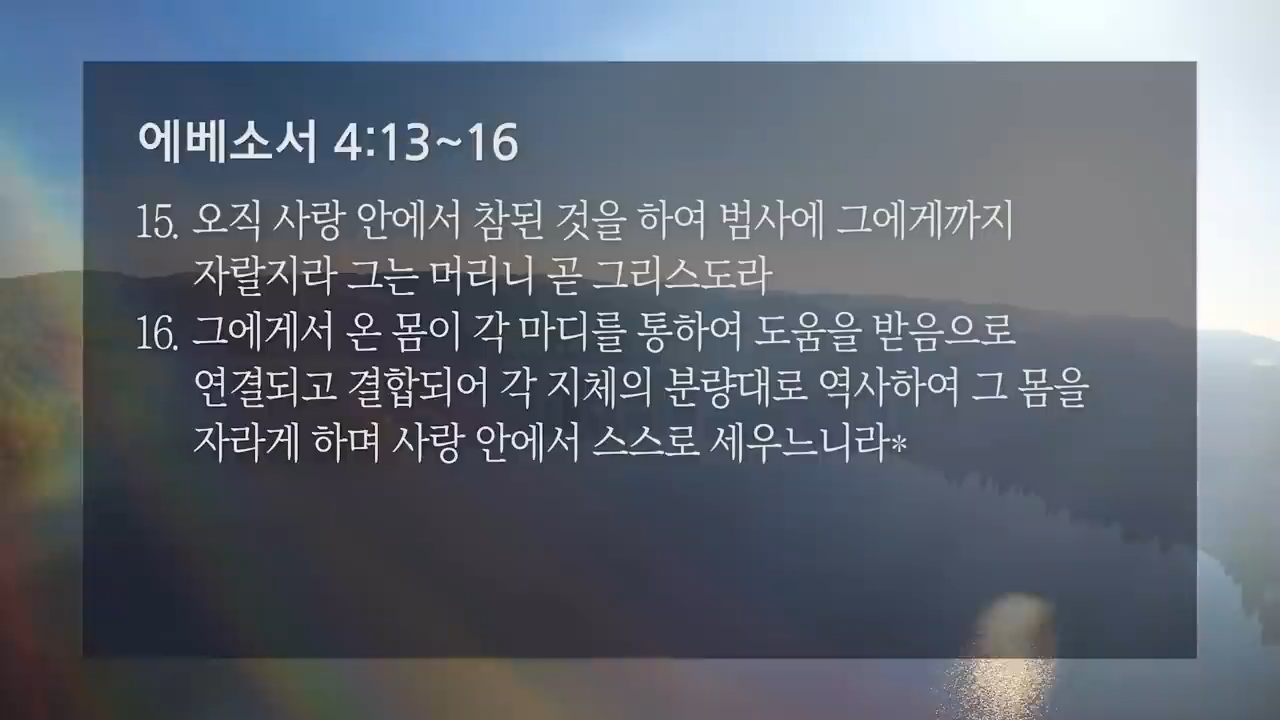 에베소서 4:13~16
15. 오직 사랑 안에서 참된 것을 하여 범사에 그에게까지
자랄지라 그는 머리니 곧 그리스도라
16. 그에게서 온 몸이 각 마디를 통하여 도움을 받음으로
연결되고 결합되어 각 지체의 분량대로 역사하여 그 몸을
자라게 하며 사랑 안에서 스스로 세우느니라*